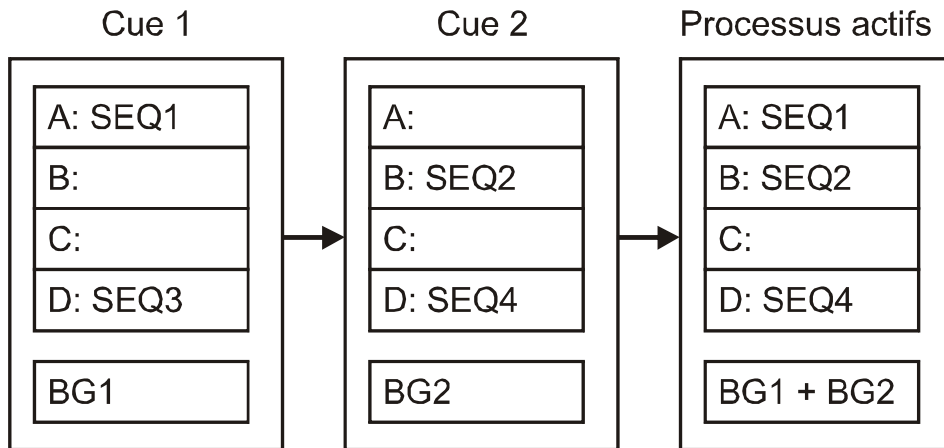 Cue 1
A: SEQ1
B:
C:
D: SEQ3
BG1
Cue 2
A:
B: SEQ2
C:
D: SEQ4
BG2
Processus actifs
A: SEQ1
B: SEQ2
C:
D: SEQ4
BG1 + BG2